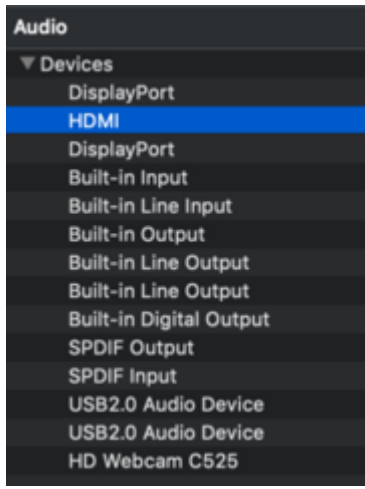 Audio
Devices
DisplayPort
HDMI
DisplayPort
Built-in Input
Built-in Line Input
Built-in Output
Built-in Line Output
Built-in Line Output
Built-in Digital Output
SPDIF Output
SPDIF Input
USB2.0 Audio Device
USB2.0 Audio Device
HD Webcam C525